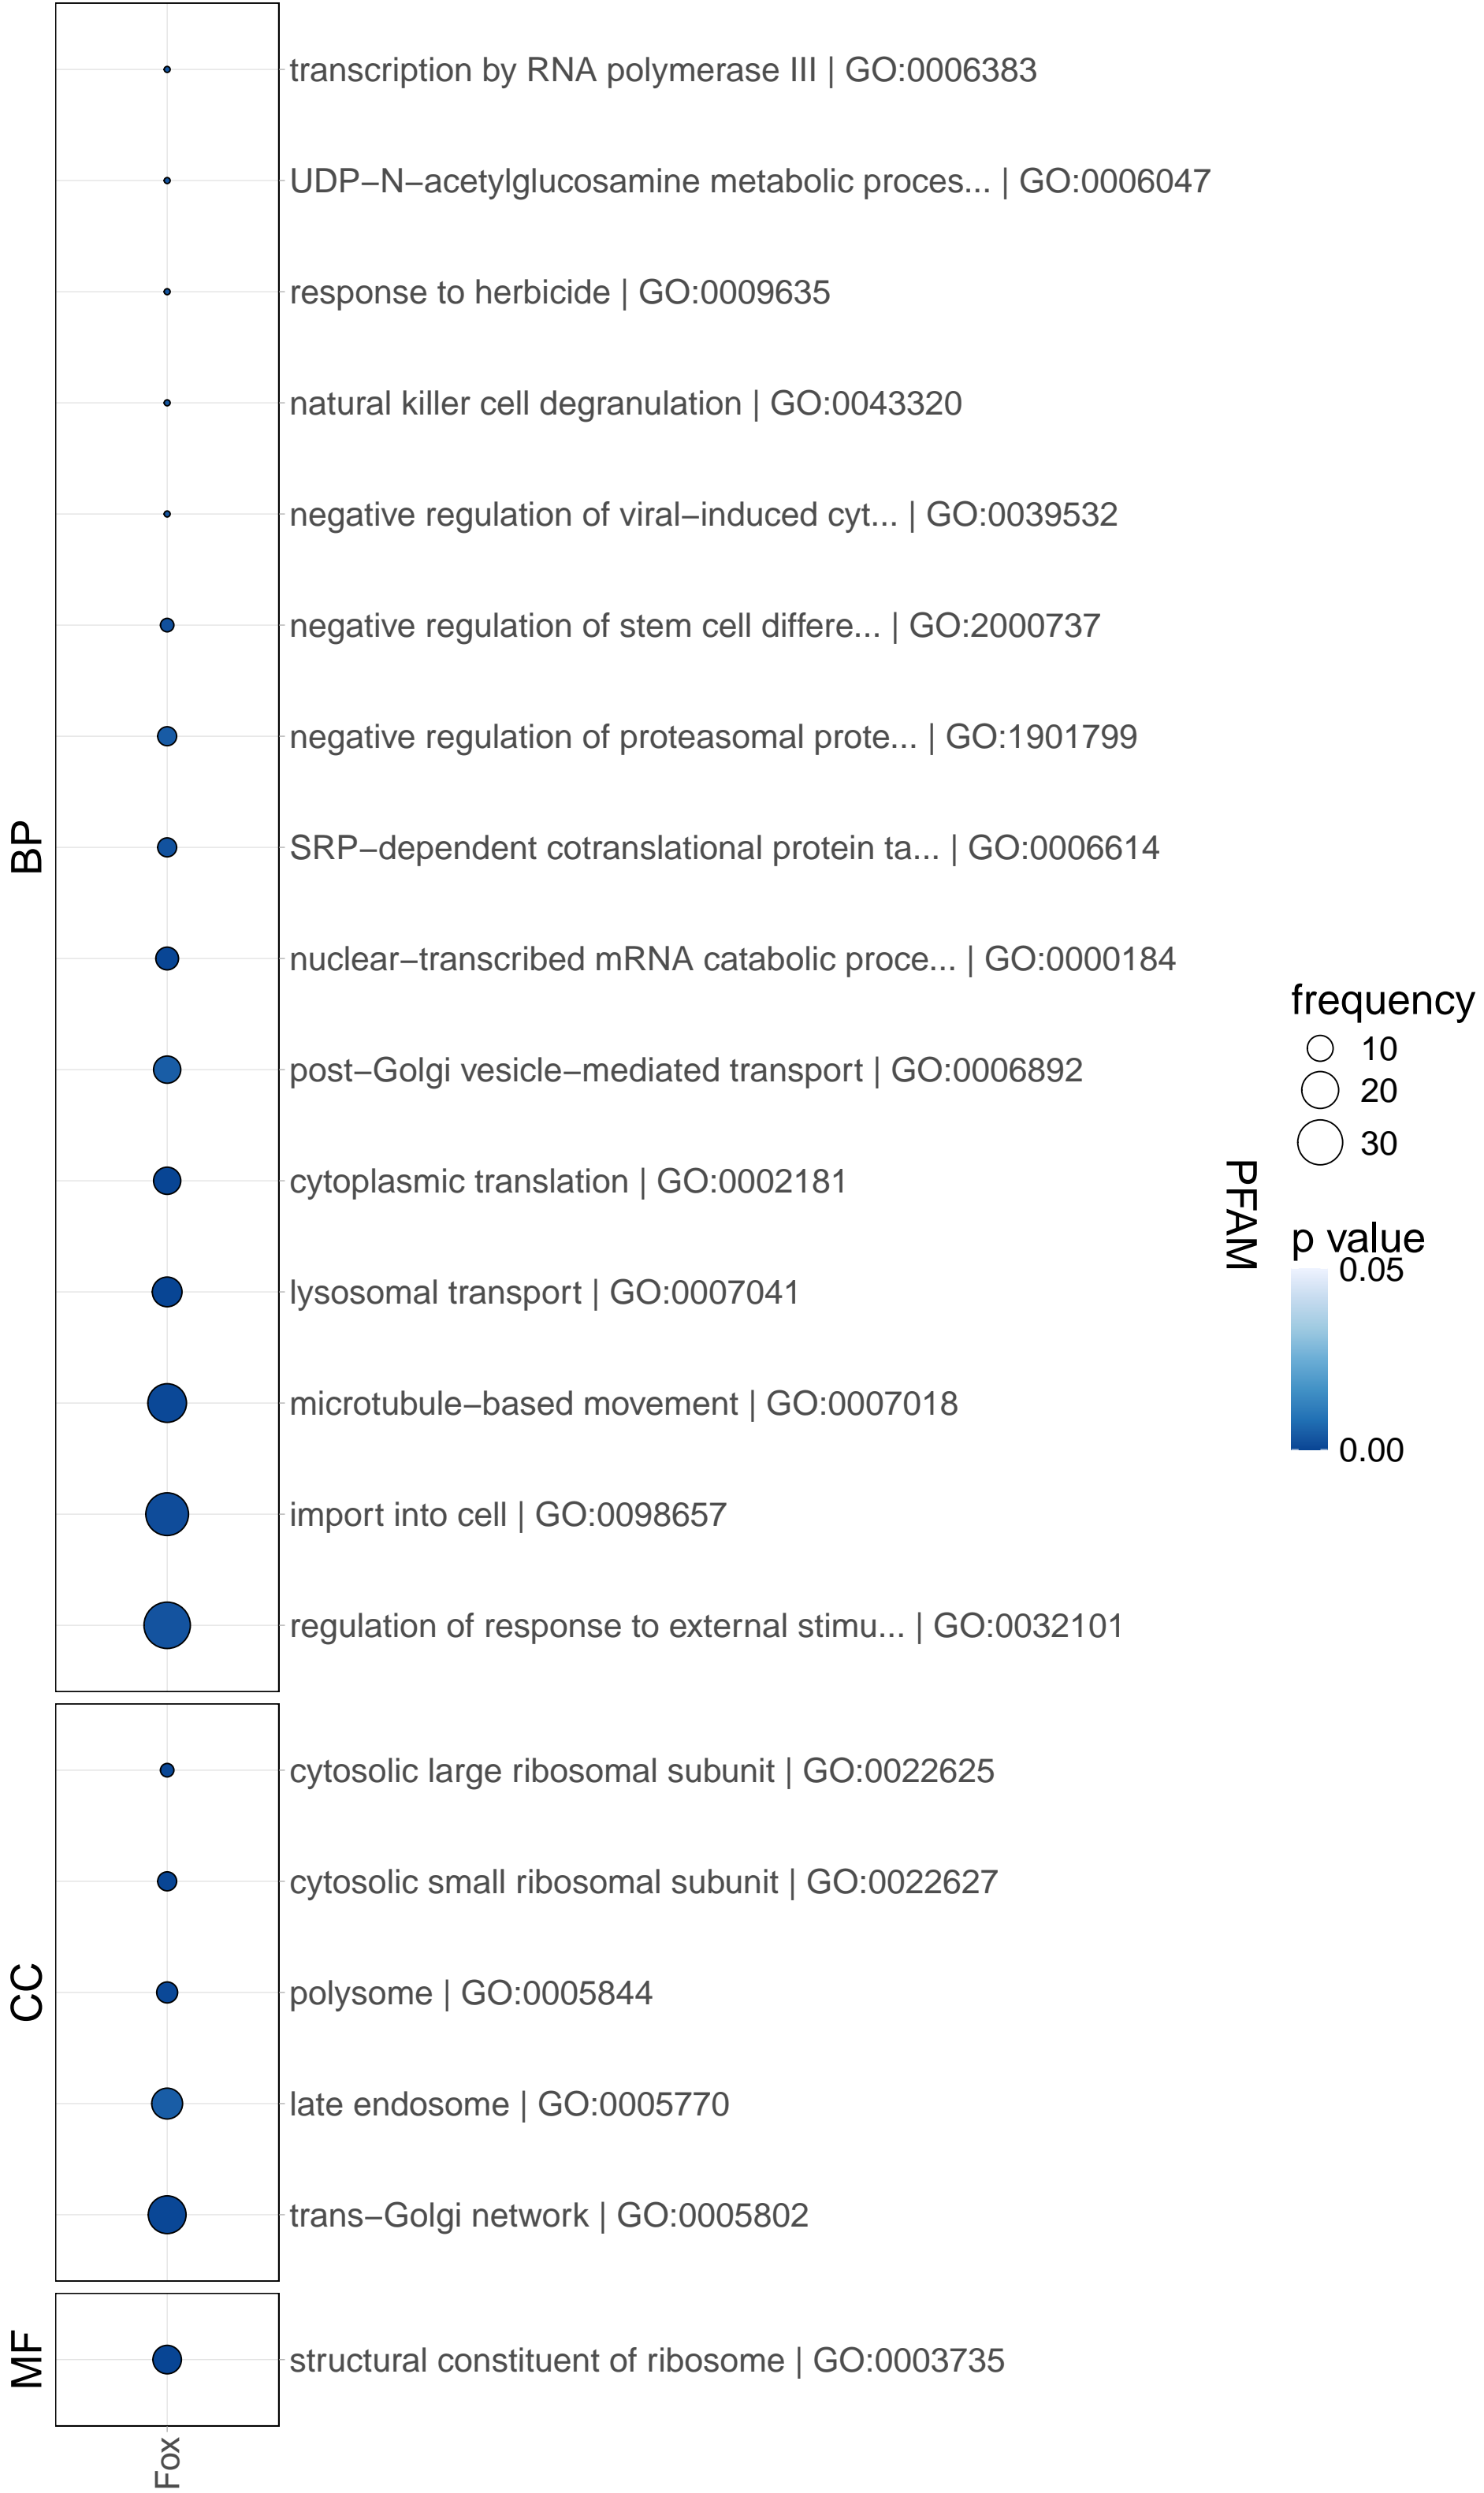 BP
transcription by RNA polymerase III | GO:0006383
UDP−N−acetylglucosamine metabolic proces... | GO:0006047
response to herbicide | GO:0009635
natural killer cell degranulation | GO:0043320
negative regulation of viral−induced cyt... | GO:0039532
negative regulation of stem cell differe... | GO:2000737
negative regulation of proteasomal prote... | GO:1901799
SRP−dependent cotranslational protein ta... | GO:0006614
nuclear−transcribed mRNA catabolic proce... | GO:0000184
post−Golgi vesicle−mediated transport | GO:0006892
cytoplasmic translation | GO:0002181
lysosomal transport | GO:0007041
microtubule−based movement | GO:0007018
import into cell | GO:0098657
regulation of response to external stimu... | GO:0032101
CC
cytosolic large ribosomal subunit | GO:0022625
cytosolic small ribosomal subunit | GO:0022627
polysome | GO:0005844
late endosome | GO:0005770
trans−Golgi network | GO:0005802
MF
structural constituent of ribosome | GO:0003735
Fox
PFAM
frequency
10
20
30
p value
0.05
0.00